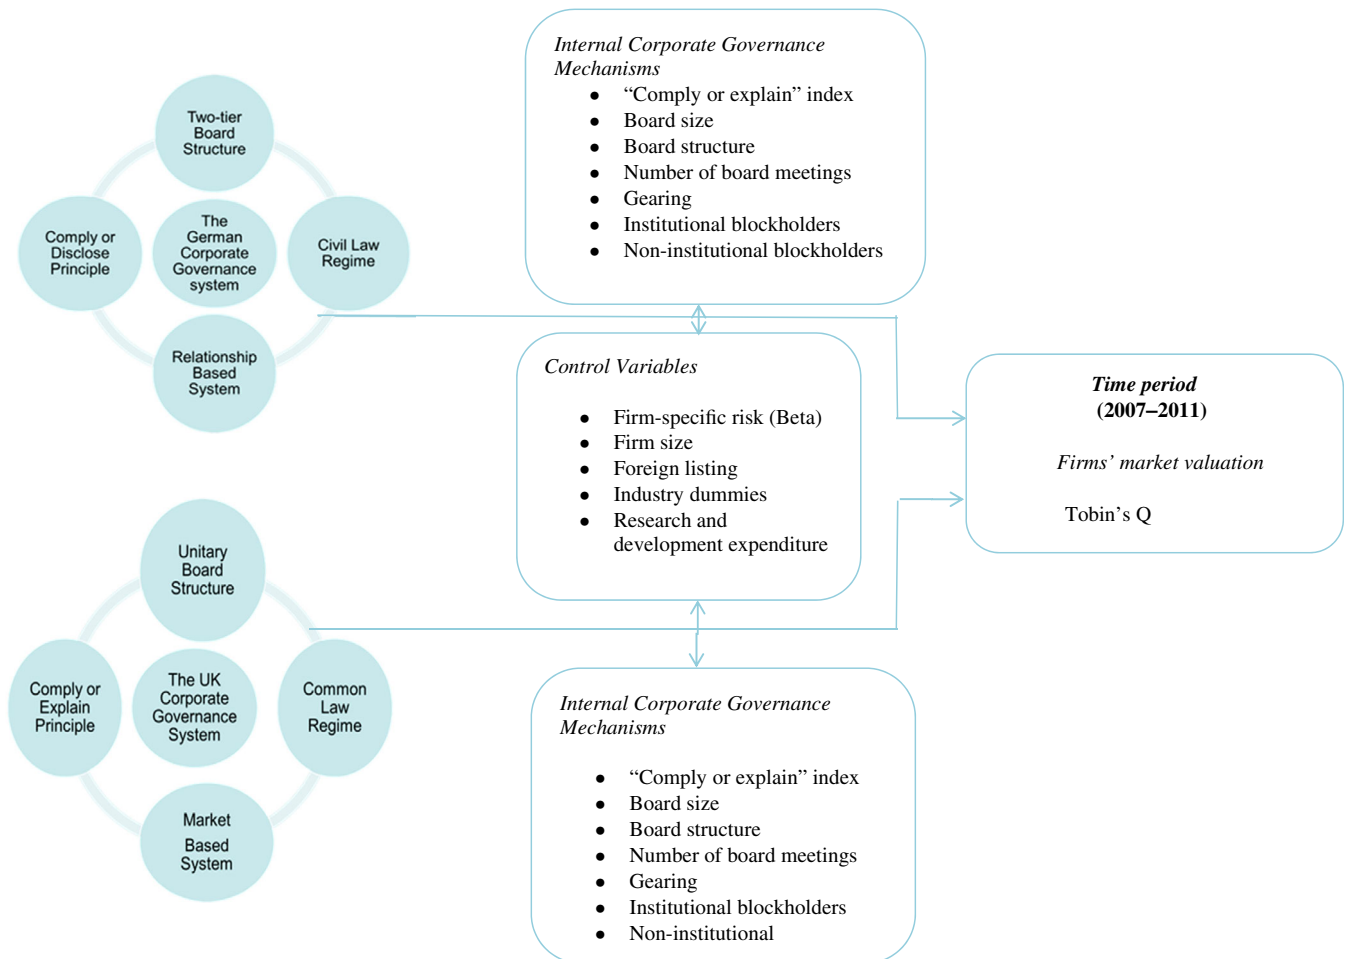 Two-tier
Board
Structure
Comply or
Disclose
Principle
The
German
Corporate
Governance
system
Civil Law
Regime
Relationship
Based
System
Internal Corporate Governance
Mechanisms
● “Comply or explain” index
● Board size
● Board structure
● Number of board meetings
● Gearing
● Institutional blockholders
● Non-institutional blockholders
Control Variables
● Firm-specific risk (Beta)
● Firm size
● Foreign listing
● Industry dummies
● Research and
development expenditure
Time period
(2007–2011)
Firms’ market valuation
Tobin’s Q
Unitary
Board
Structure
Comply or
Explain
Principle
The UK
Corporate
Governance
System
Common
Law
Regime
Market
Based
System
Internal Corporate Governance
Mechanisms
● “Comply or explain” index
● Board size
● Board structure
● Number of board meetings
● Gearing
● Institutional blockholders
● Non-institutional